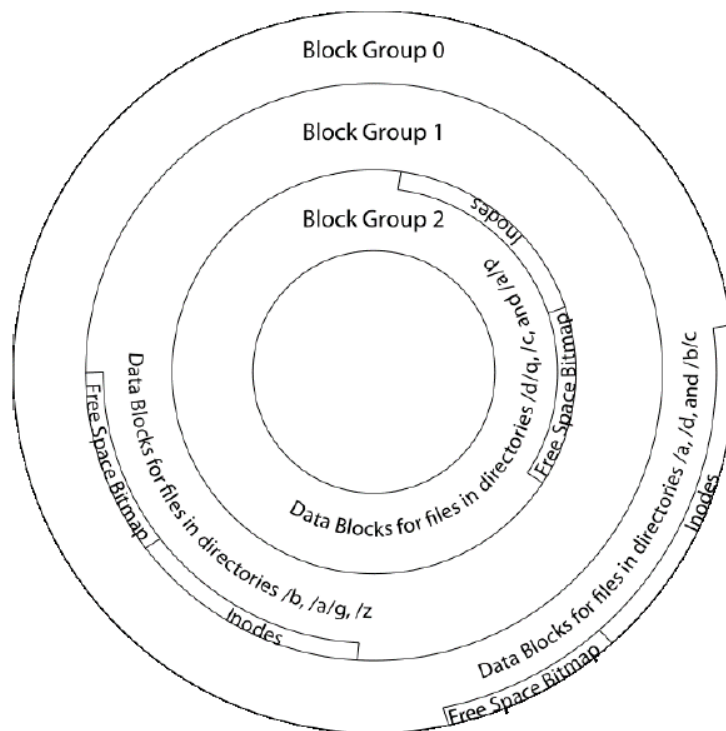 Block Group 0
Block Group 1
Block Group 2
Inodes
Data Blocks for files in directories /d/q, /c, and /a/p
Free Space Bitmap
Data Blocks for files in directories /b, /a/g, /z
Free Space Bitmap
Inodes
Data Blocks for files in directories /a, /d, and /b/c
Inodes
Free Space Bitmap